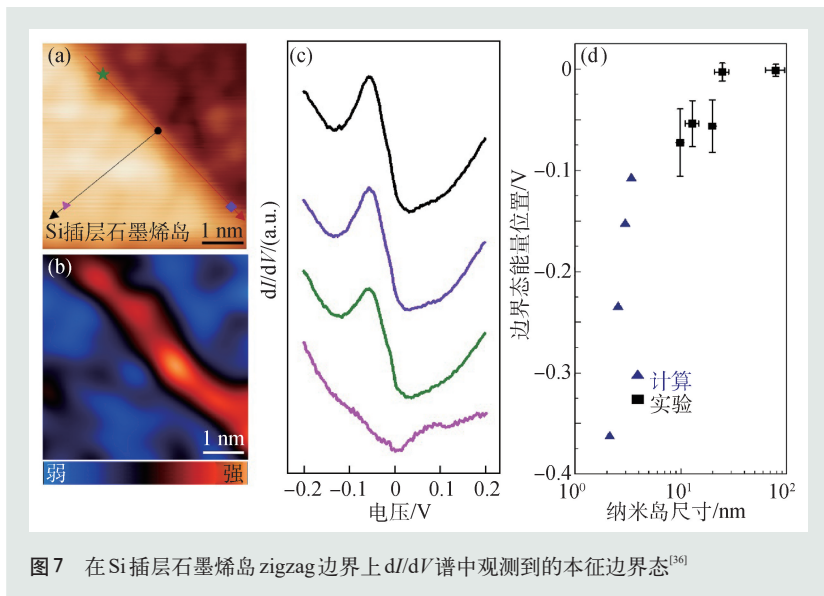 (a)
Si插层石墨烯岛 1 nm
(b)
1 nm
弱 强
(c)
dI/dV/(a.u.)
−0.2 −0.1 0 0.1 0.2
电压/V
(d)
0
−0.1
−0.2
−0.3
−0.4
边界态能量位置/V
计算
实验
10⁰ 10¹ 10²
纳米岛尺寸/nm
图7 在Si插层石墨烯岛zigzag边界上dI/dV谱中观测到的本征边界态[36]